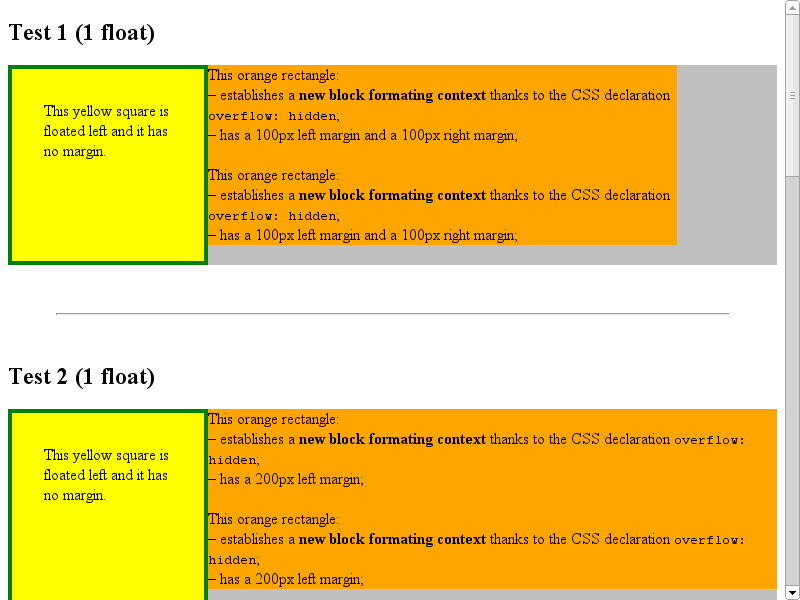 Test 1 (1 float)
This yellow square is
floated left and it has
no margin.
This orange rectangle:
– establishes a new block formating context thanks to the CSS declaration
overflow: hidden;
– has a 100px left margin and a 100px right margin;
This orange rectangle:
– establishes a new block formating context thanks to the CSS declaration
overflow: hidden;
– has a 100px left margin and a 100px right margin;
Test 2 (1 float)
This yellow square is
floated left and it has
no margin.
This orange rectangle:
– establishes a new block formating context thanks to the CSS declaration overflow:
hidden;
– has a 200px left margin;
This orange rectangle:
– establishes a new block formating context thanks to the CSS declaration overflow:
hidden;
– has a 200px left margin;